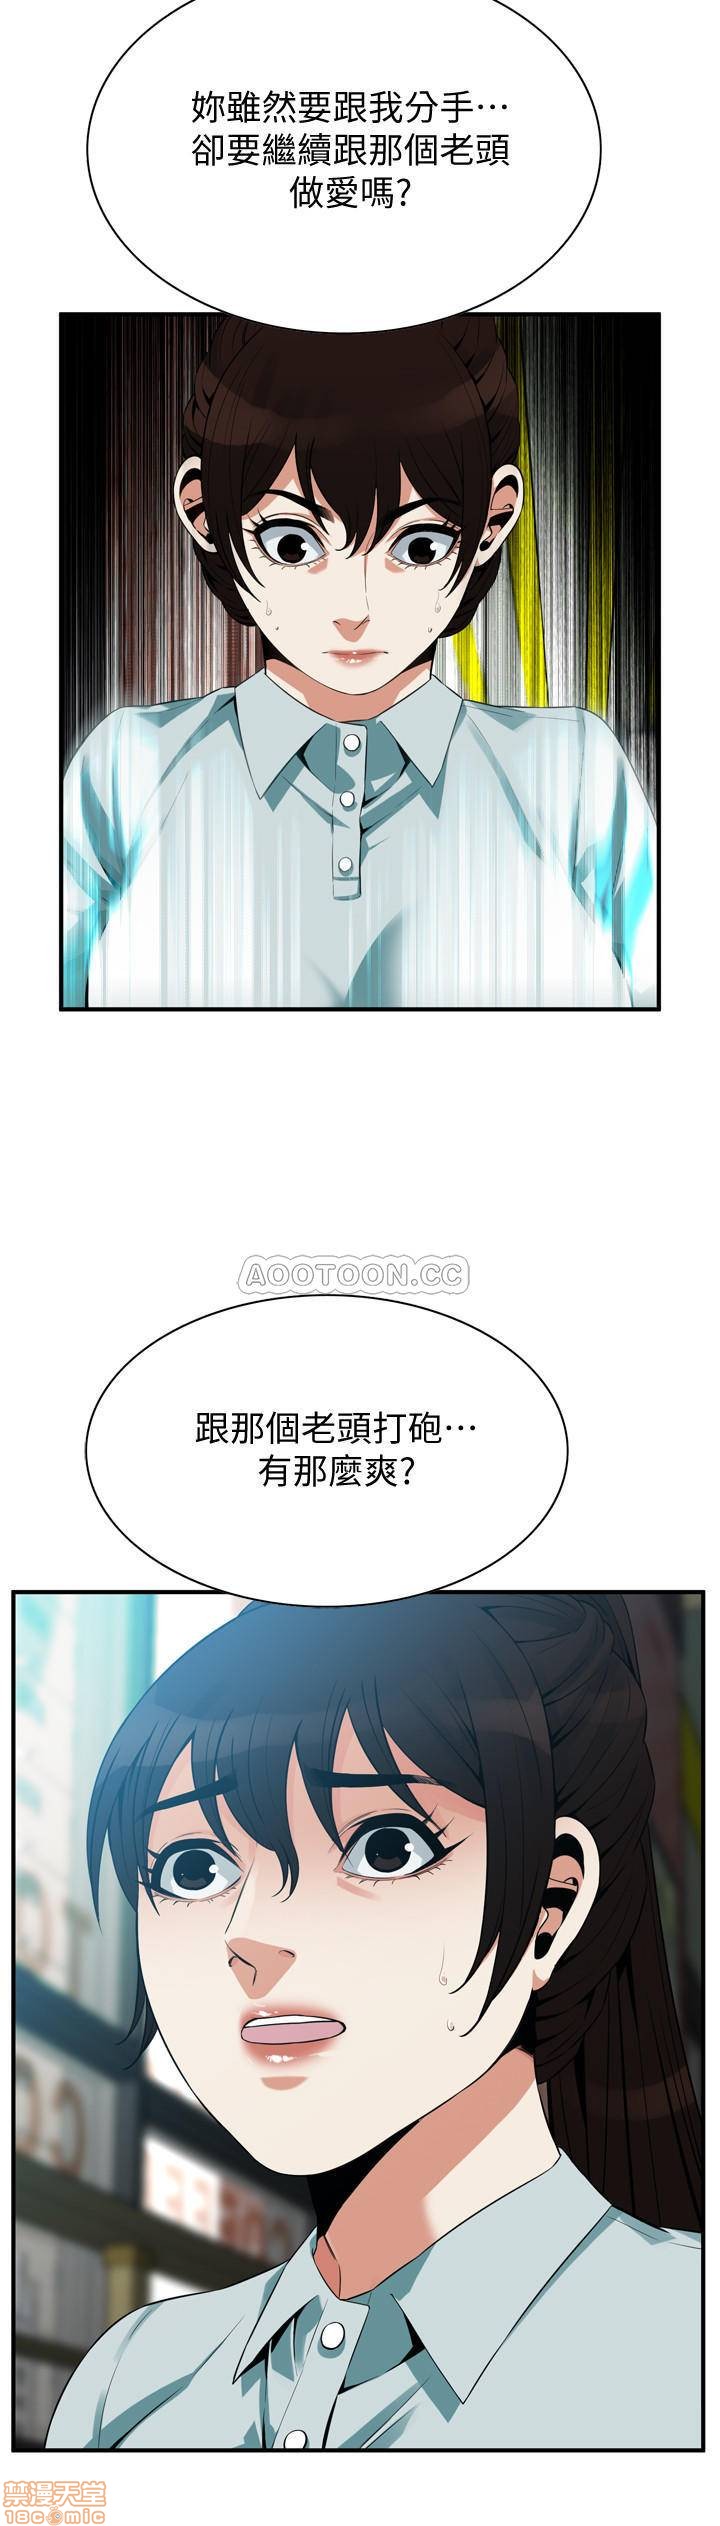 妳雖然要跟我分手…
卻要繼續跟那個老頭
做愛嗎?
AOOTOON.CC
跟那個老頭打砲…
有那麼爽?
COFFEE
禁漫天堂
18comic